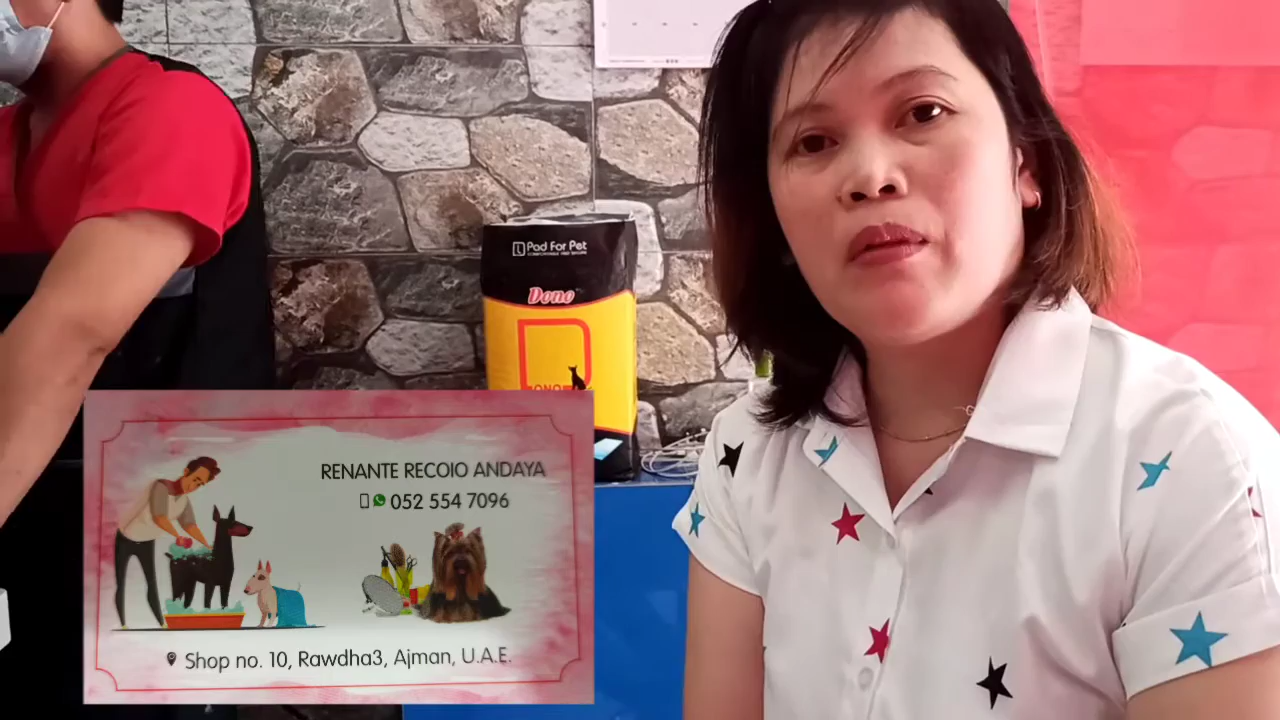 Pad For Pet
Dono
RENANTE RECOIO ANDAYA
052 554 7096
Shop no. 10, Rawdha3, Ajman, U.A.E.